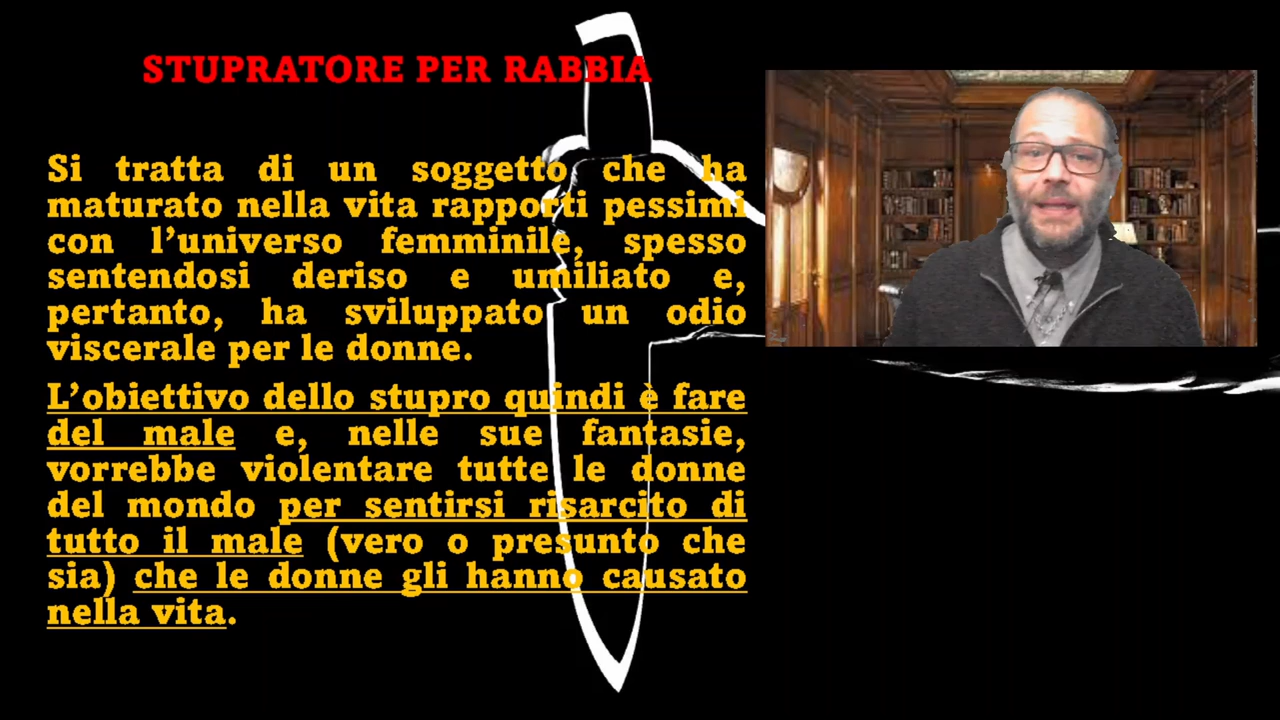 STUPRATORE PER RABBIA
Si tratta di un soggetto che ha
maturato nella vita rapporti pessimi
con l'universo femminile, spesso
sentendosi deriso e umiliato e,
pertanto, ha sviluppato un odio
viscerale per le donne.
L'obiettivo dello stupro quindi è fare
del male e, nelle sue fantasie,
vorrebbe violentare tutte le donne
del mondo per sentirsi risarcito di
tutto il male (vero o presunto che
sia) che le donne gli hanno causato
nella vita.